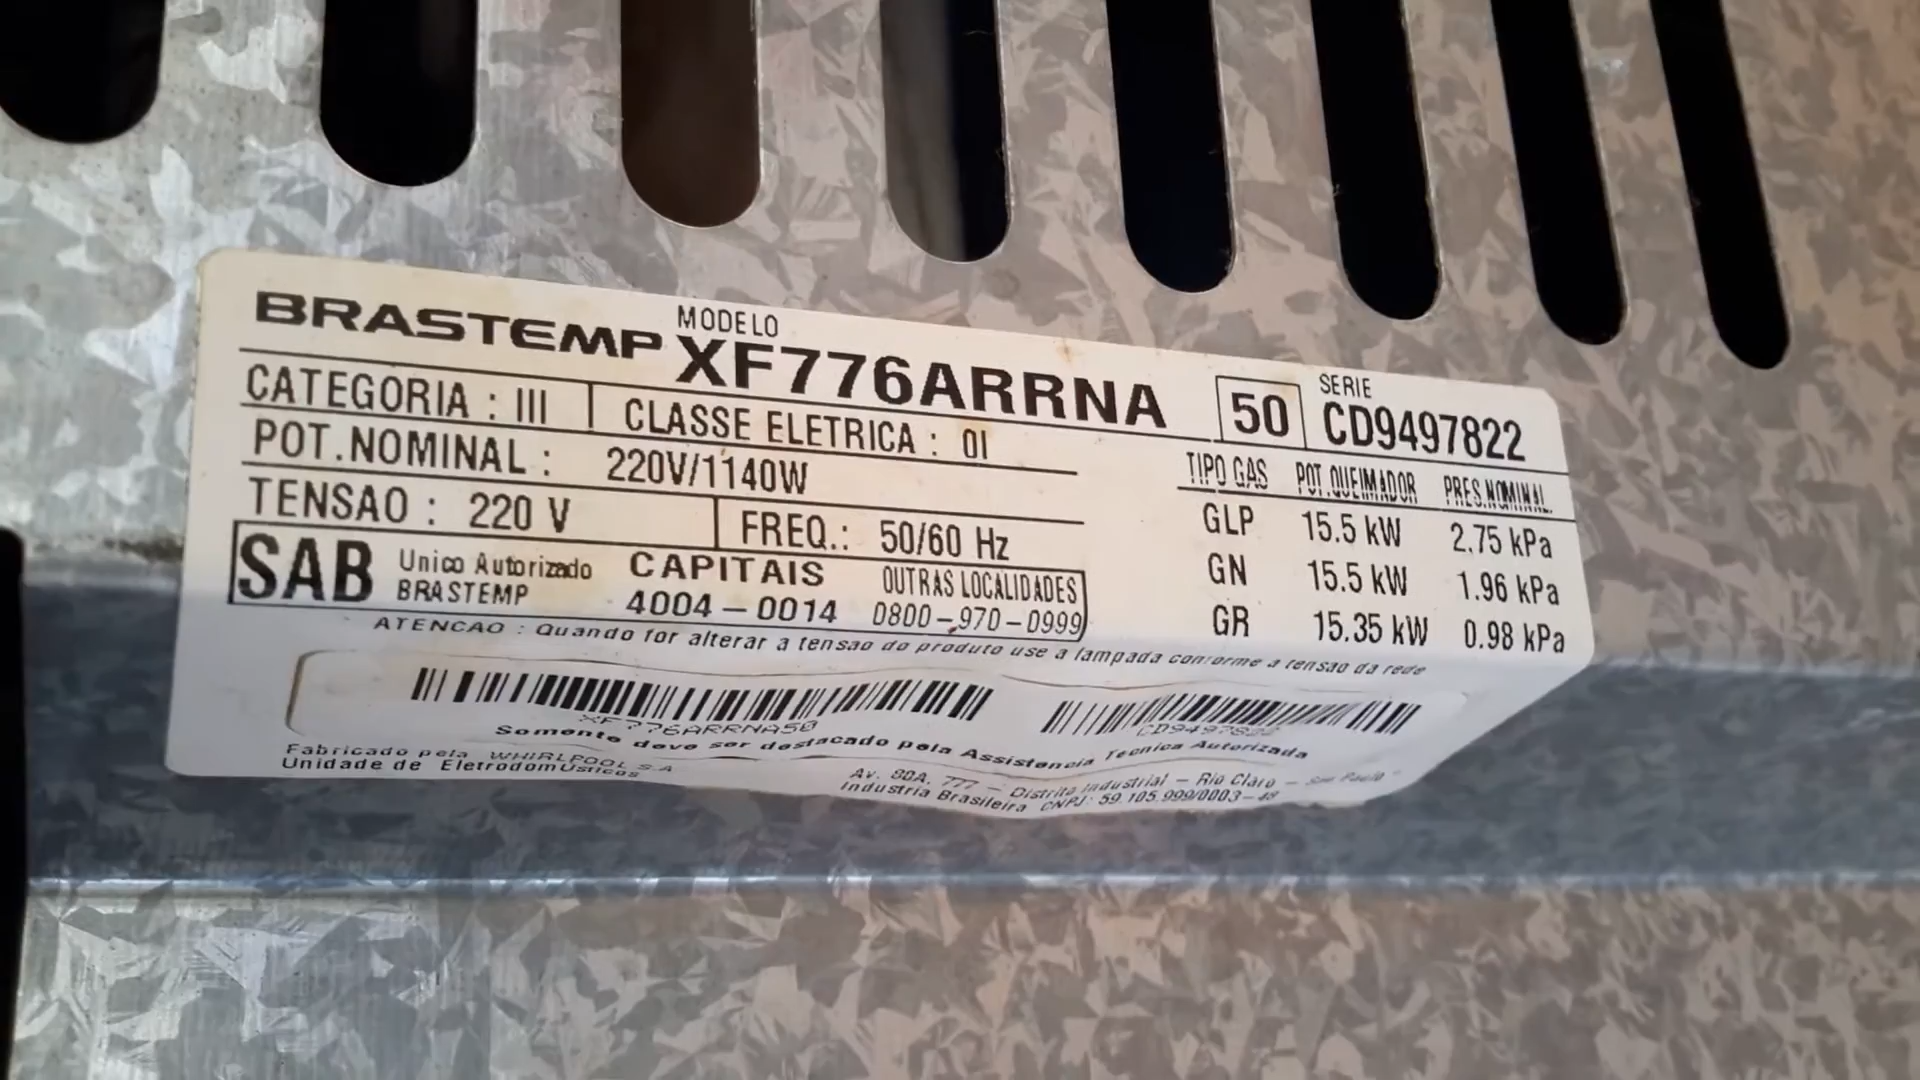 BRASTEMP MODELO XF776ARRNA 50 SERIE CD9497822
CATEGORIA : III CLASSE ELETRICA : 01
POT.NOMINAL : 220V/1140W
TENSAO : 220 V FREQ.: 50/60 Hz
TIPO GAS POT.QUEIMADOR PRES.NOMINAL.
GLP 15.5 kW 2.75 kPa
GN 15.5 kW 1.96 kPa
GR 15.35 kW 0.98 kPa
SAB Unico Autorizado BRASTEMP CAPITAIS 4004-0014 OUTRAS LOCALIDADES 0800-970-0999
ATENCAO : Quando for alterar a tensao do produto use a lampada conforme a tensao da rede
XF776ARRNA50 CD9497822
Somente deve ser destacado pela Assistencia Tecnica Autorizada
Fabricado pela WHIRLPOOL S.A
Unidade de EletrodomUsticos
Av. 80A, 777 - Distrito Industrial - Rio Claro - Sao Paulo -
Industria Brasileira CNPJ: 59.105.999/0003-48